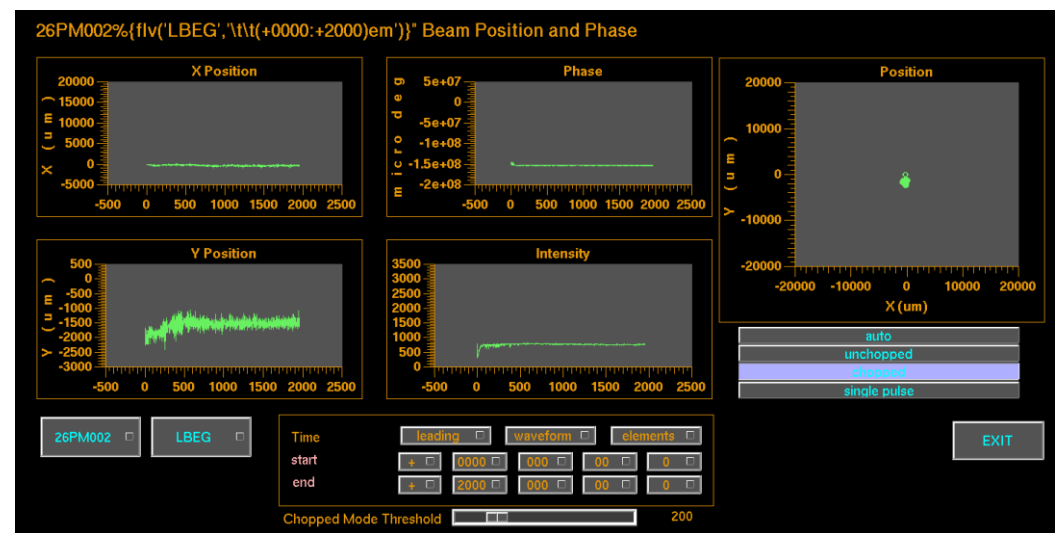 26PM002%{flv('LBEG','\t\t(+0000:+2000)em')}" Beam Position and Phase
X Position
20000
15000
10000
5000
0
-5000
X (um)
-500 0 500 1000 1500 2000 2500
Phase
5e+07
0
-5e+07
-1e+08
-1.5e+08
-2e+08
micro deg
-500 0 500 1000 1500 2000 2500
Position
20000
10000
0
-10000
-20000
Y (um)
-20000 -10000 0 10000 20000
X (um)
Y Position
500
0
-500
-1000
-1500
-2000
-2500
-3000
Y (um)
-500 0 500 1000 1500 2000 2500
Intensity
3500
3000
2500
2000
1500
1000
500
0
-500 0 500 1000 1500 2000 2500
auto
unchopped
chopped
single pulse
26PM002 LBEG
Time leading waveform elements
start + 0000 000 00 0
end + 2000 000 00 0
Chopped Mode Threshold 200
EXIT